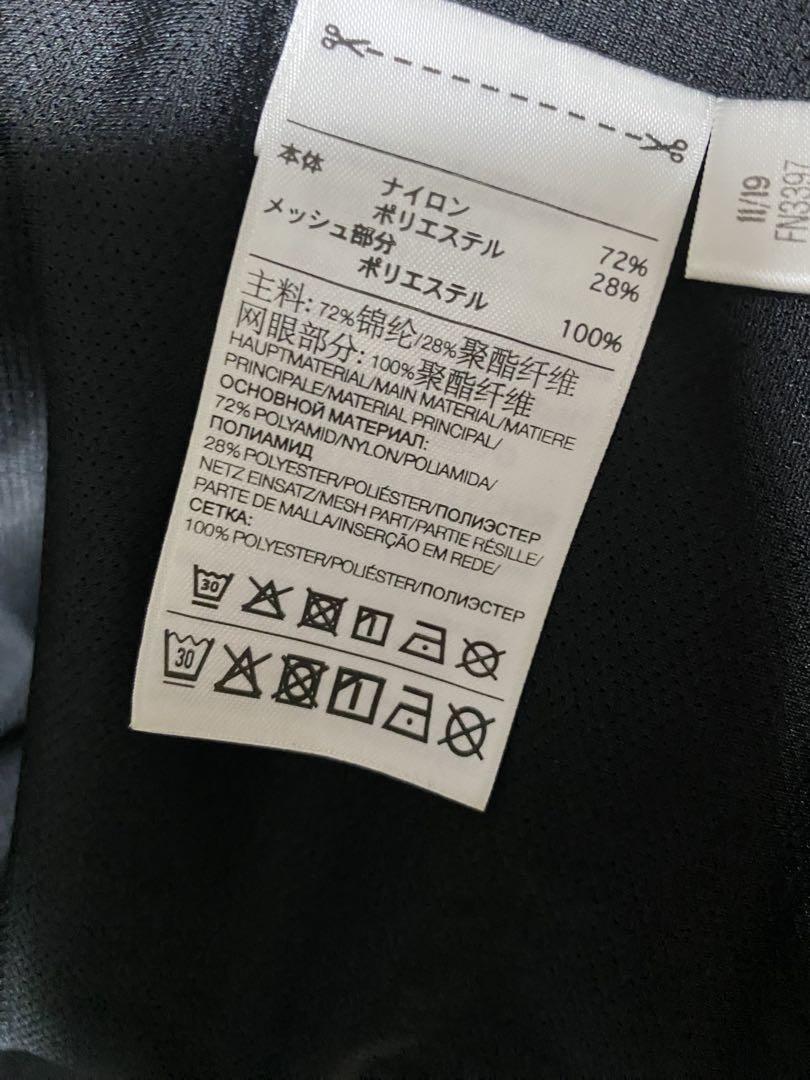 本体
ナイロン 72%
ポリエステル 28%
メッシュ部分
ポリエステル 100%
主料: 72%锦纶/28%聚酯纤维
网眼部分: 100%聚酯纤维
HAUPTMATERIAL/MAIN MATERIAL/MATIERE
PRINCIPALE/MATERIAL PRINCIPAL/
ОСНОВНОЙ МАТЕРИАЛ:
72% POLYAMID/NYLON/POLIAMIDA/
ПОЛИАМИД
28% POLYESTER/POLIÉSTER/ПОЛИЭСТЕР
NETZ EINSATZ/MESH PART/PARTIE RÉSILLE/
PARTE DE MALLA/INSERÇÃO EM REDE/
СЕТКА:
100% POLYESTER/POLIÉSTER/ПОЛИЭСТЕР
30
30
11/19
FN3397